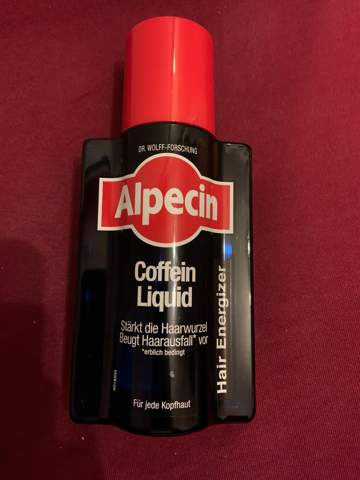 DR. WOLFF-FORSCHUNG
Alpecin
Coffein
Liquid
Stärkt die Haarwurzel
Beugt Haarausfall* vor
*erblich bedingt
Hair Energizer
Für jede Kopfhaut